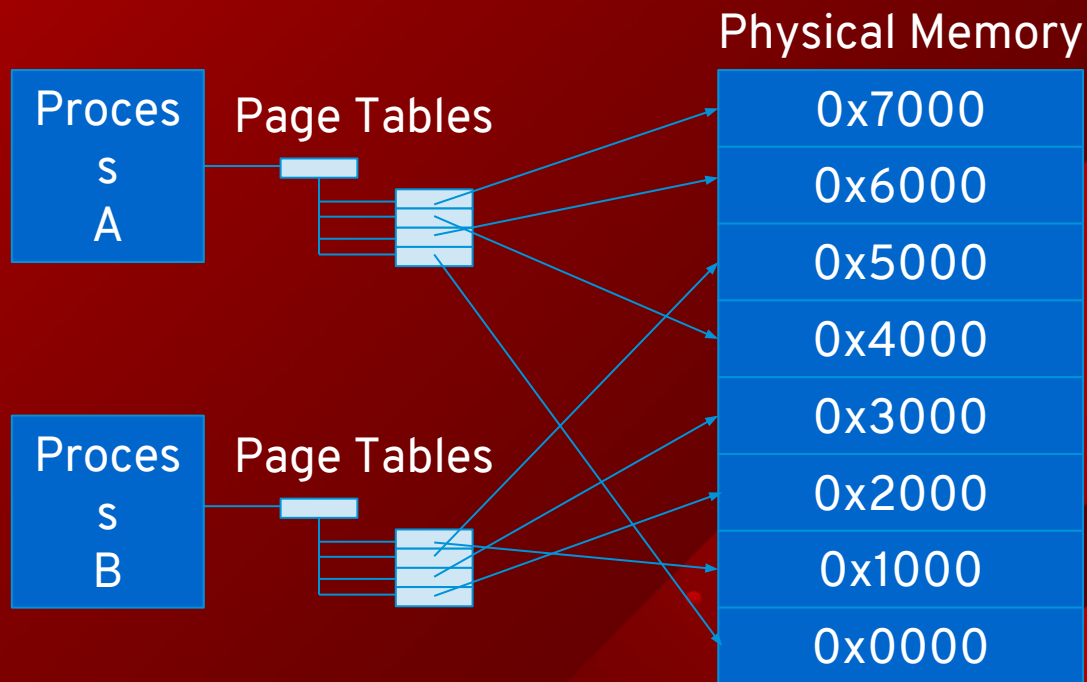 Physical Memory
Proces
s
A
Page Tables
0x7000
0x6000
0x5000
0x4000
0x3000
0x2000
0x1000
0x0000
Proces
s
B
Page Tables